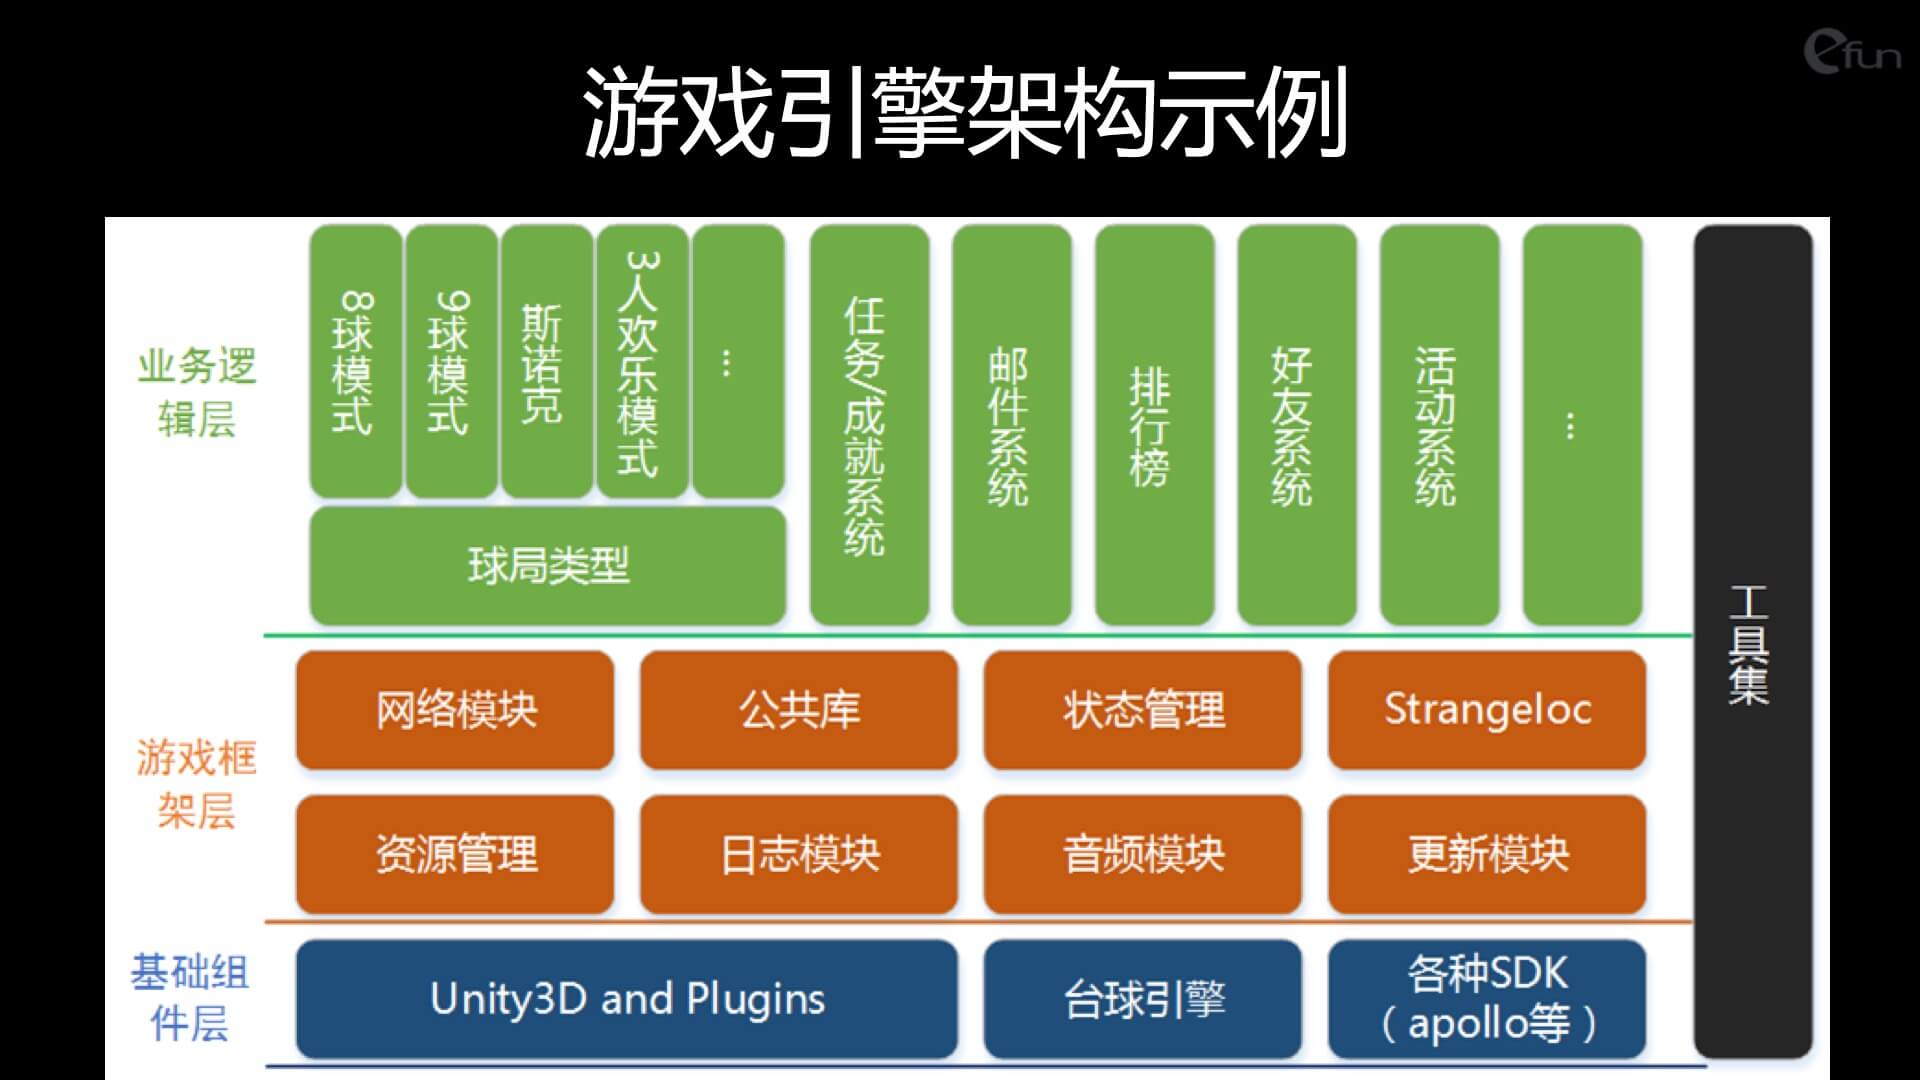 efun
游戏引擎架构示例
业务逻
辑层
8球模式
9球模式
斯诺克
3人欢乐模式
...
球局类型
任务/成就系统
邮件系统
排行榜
好友系统
活动系统
...
工具集
游戏框
架层
网络模块
公共库
状态管理
Strangeloc
资源管理
日志模块
音频模块
更新模块
基础组
件层
Unity3D and Plugins
台球引擎
各种SDK
（apollo等）